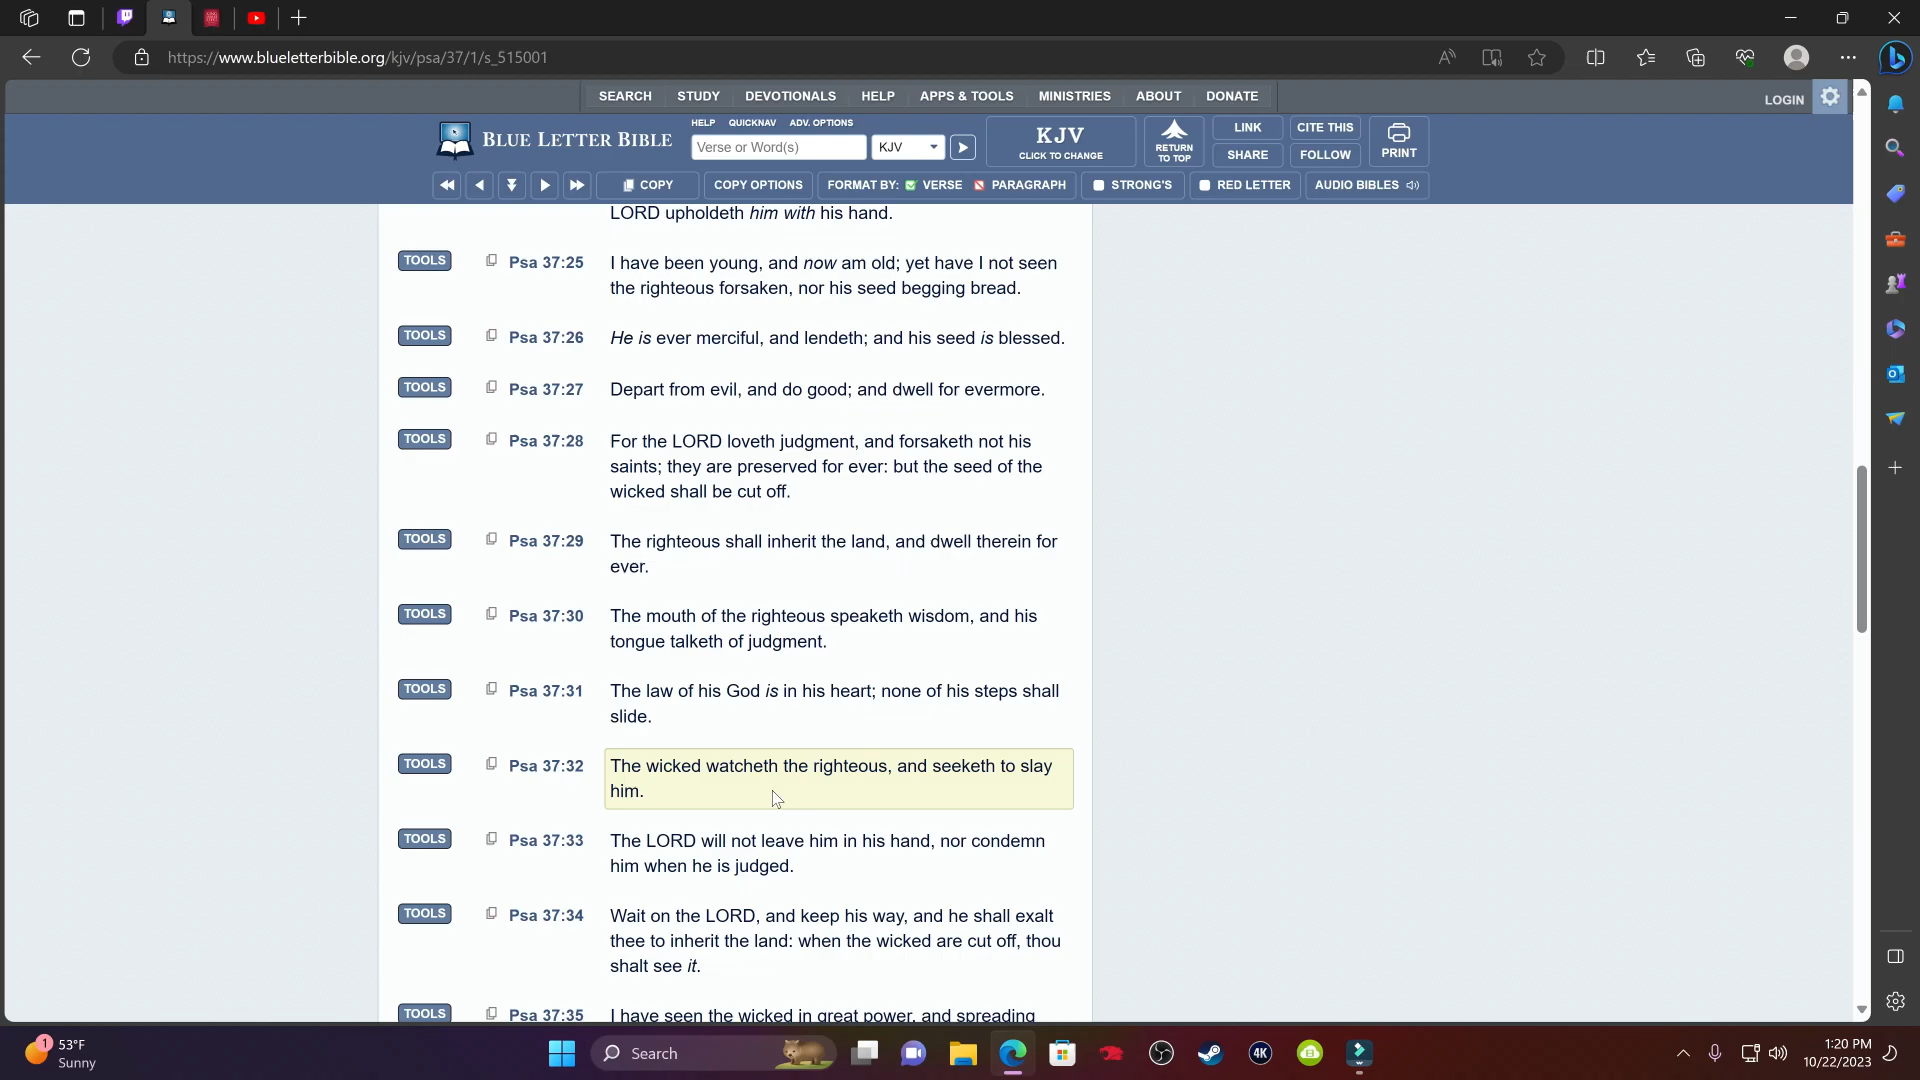 https://www.blueletterbible.org/kjv/psa/37/1/s_515001
SEARCH STUDY DEVOTIONALS HELP APPS & TOOLS MINISTRIES ABOUT DONATE
LOGIN
BLUE LETTER BIBLE
HELP QUICKNAV ADV. OPTIONS
Verse or Word(s)
KJV
KJV
CLICK TO CHANGE
RETURN
TO TOP
LINK
CITE THIS
SHARE
FOLLOW
PRINT
COPY
COPY OPTIONS
FORMAT BY: VERSE PARAGRAPH
STRONG'S
RED LETTER
AUDIO BIBLES
LORD upholdeth him with his hand.
TOOLS Psa 37:25 I have been young, and now am old; yet have I not seen
the righteous forsaken, nor his seed begging bread.
TOOLS Psa 37:26 He is ever merciful, and lendeth; and his seed is blessed.
TOOLS Psa 37:27 Depart from evil, and do good; and dwell for evermore.
TOOLS Psa 37:28 For the LORD loveth judgment, and forsaketh not his
saints; they are preserved for ever: but the seed of the
wicked shall be cut off.
TOOLS Psa 37:29 The righteous shall inherit the land, and dwell therein for
ever.
TOOLS Psa 37:30 The mouth of the righteous speaketh wisdom, and his
tongue talketh of judgment.
TOOLS Psa 37:31 The law of his God is in his heart; none of his steps shall
slide.
TOOLS Psa 37:32 The wicked watcheth the righteous, and seeketh to slay
him.
TOOLS Psa 37:33 The LORD will not leave him in his hand, nor condemn
him when he is judged.
TOOLS Psa 37:34 Wait on the LORD, and keep his way, and he shall exalt
thee to inherit the land: when the wicked are cut off, thou
shalt see it.
TOOLS Psa 37:35 I have seen the wicked in great power, and spreading
1
53°F
Sunny
Search
4K
1:20 PM
10/22/2023